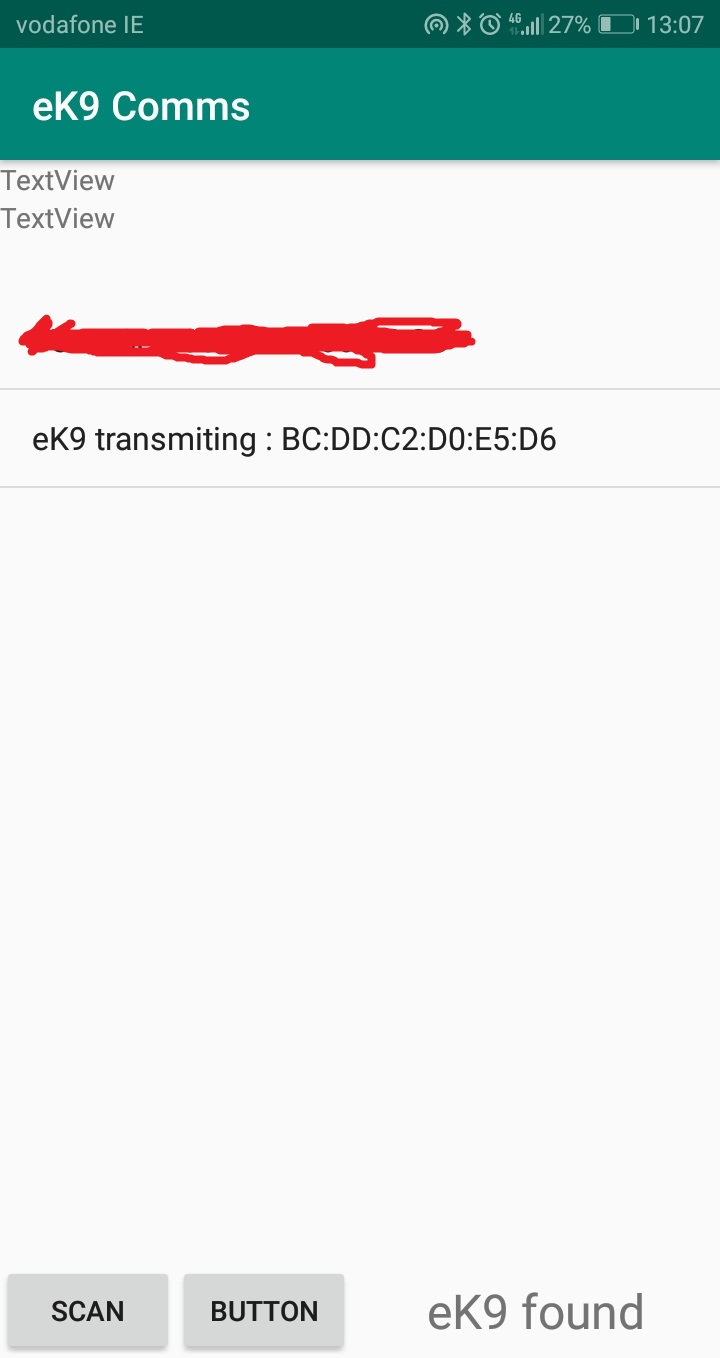 vodafone IE 4G 27% 13:07
eK9 Comms
TextView
TextView
eK9 transmiting : BC:DD:C2:D0:E5:D6
SCAN BUTTON eK9 found